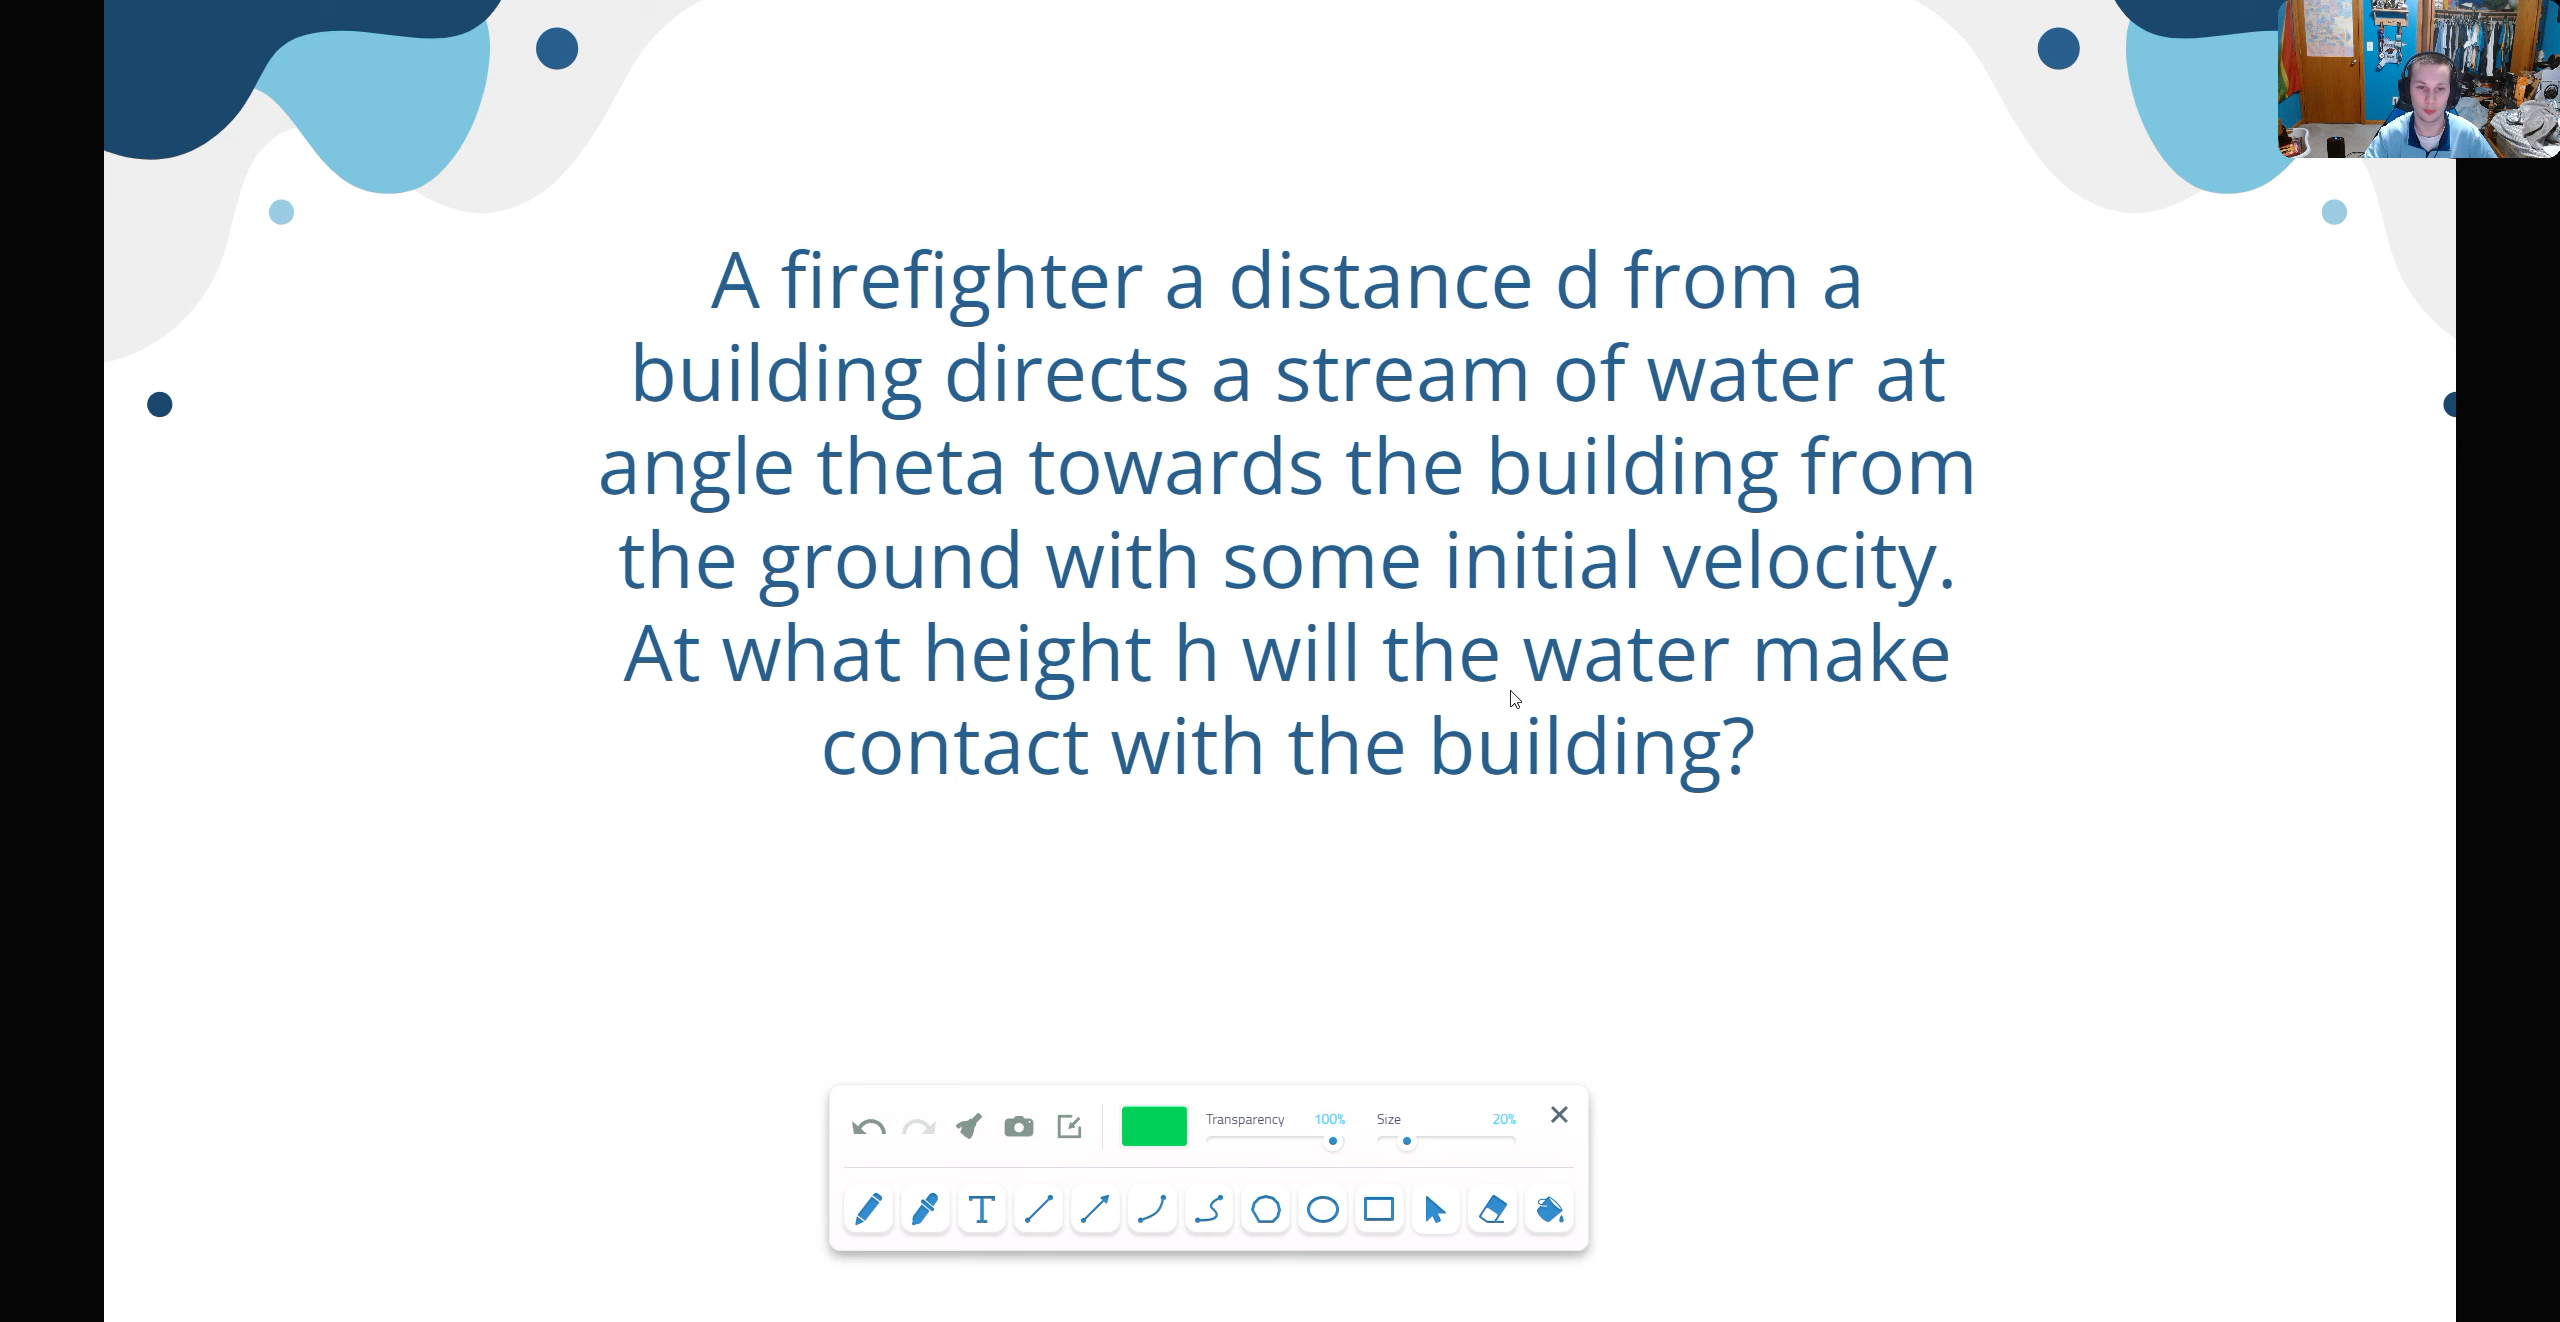 A firefighter a distance d from a
building directs a stream of water at
angle theta towards the building from
the ground with some initial velocity.
At what height h will the water make
contact with the building?
Transparency 100% Size 20%
T